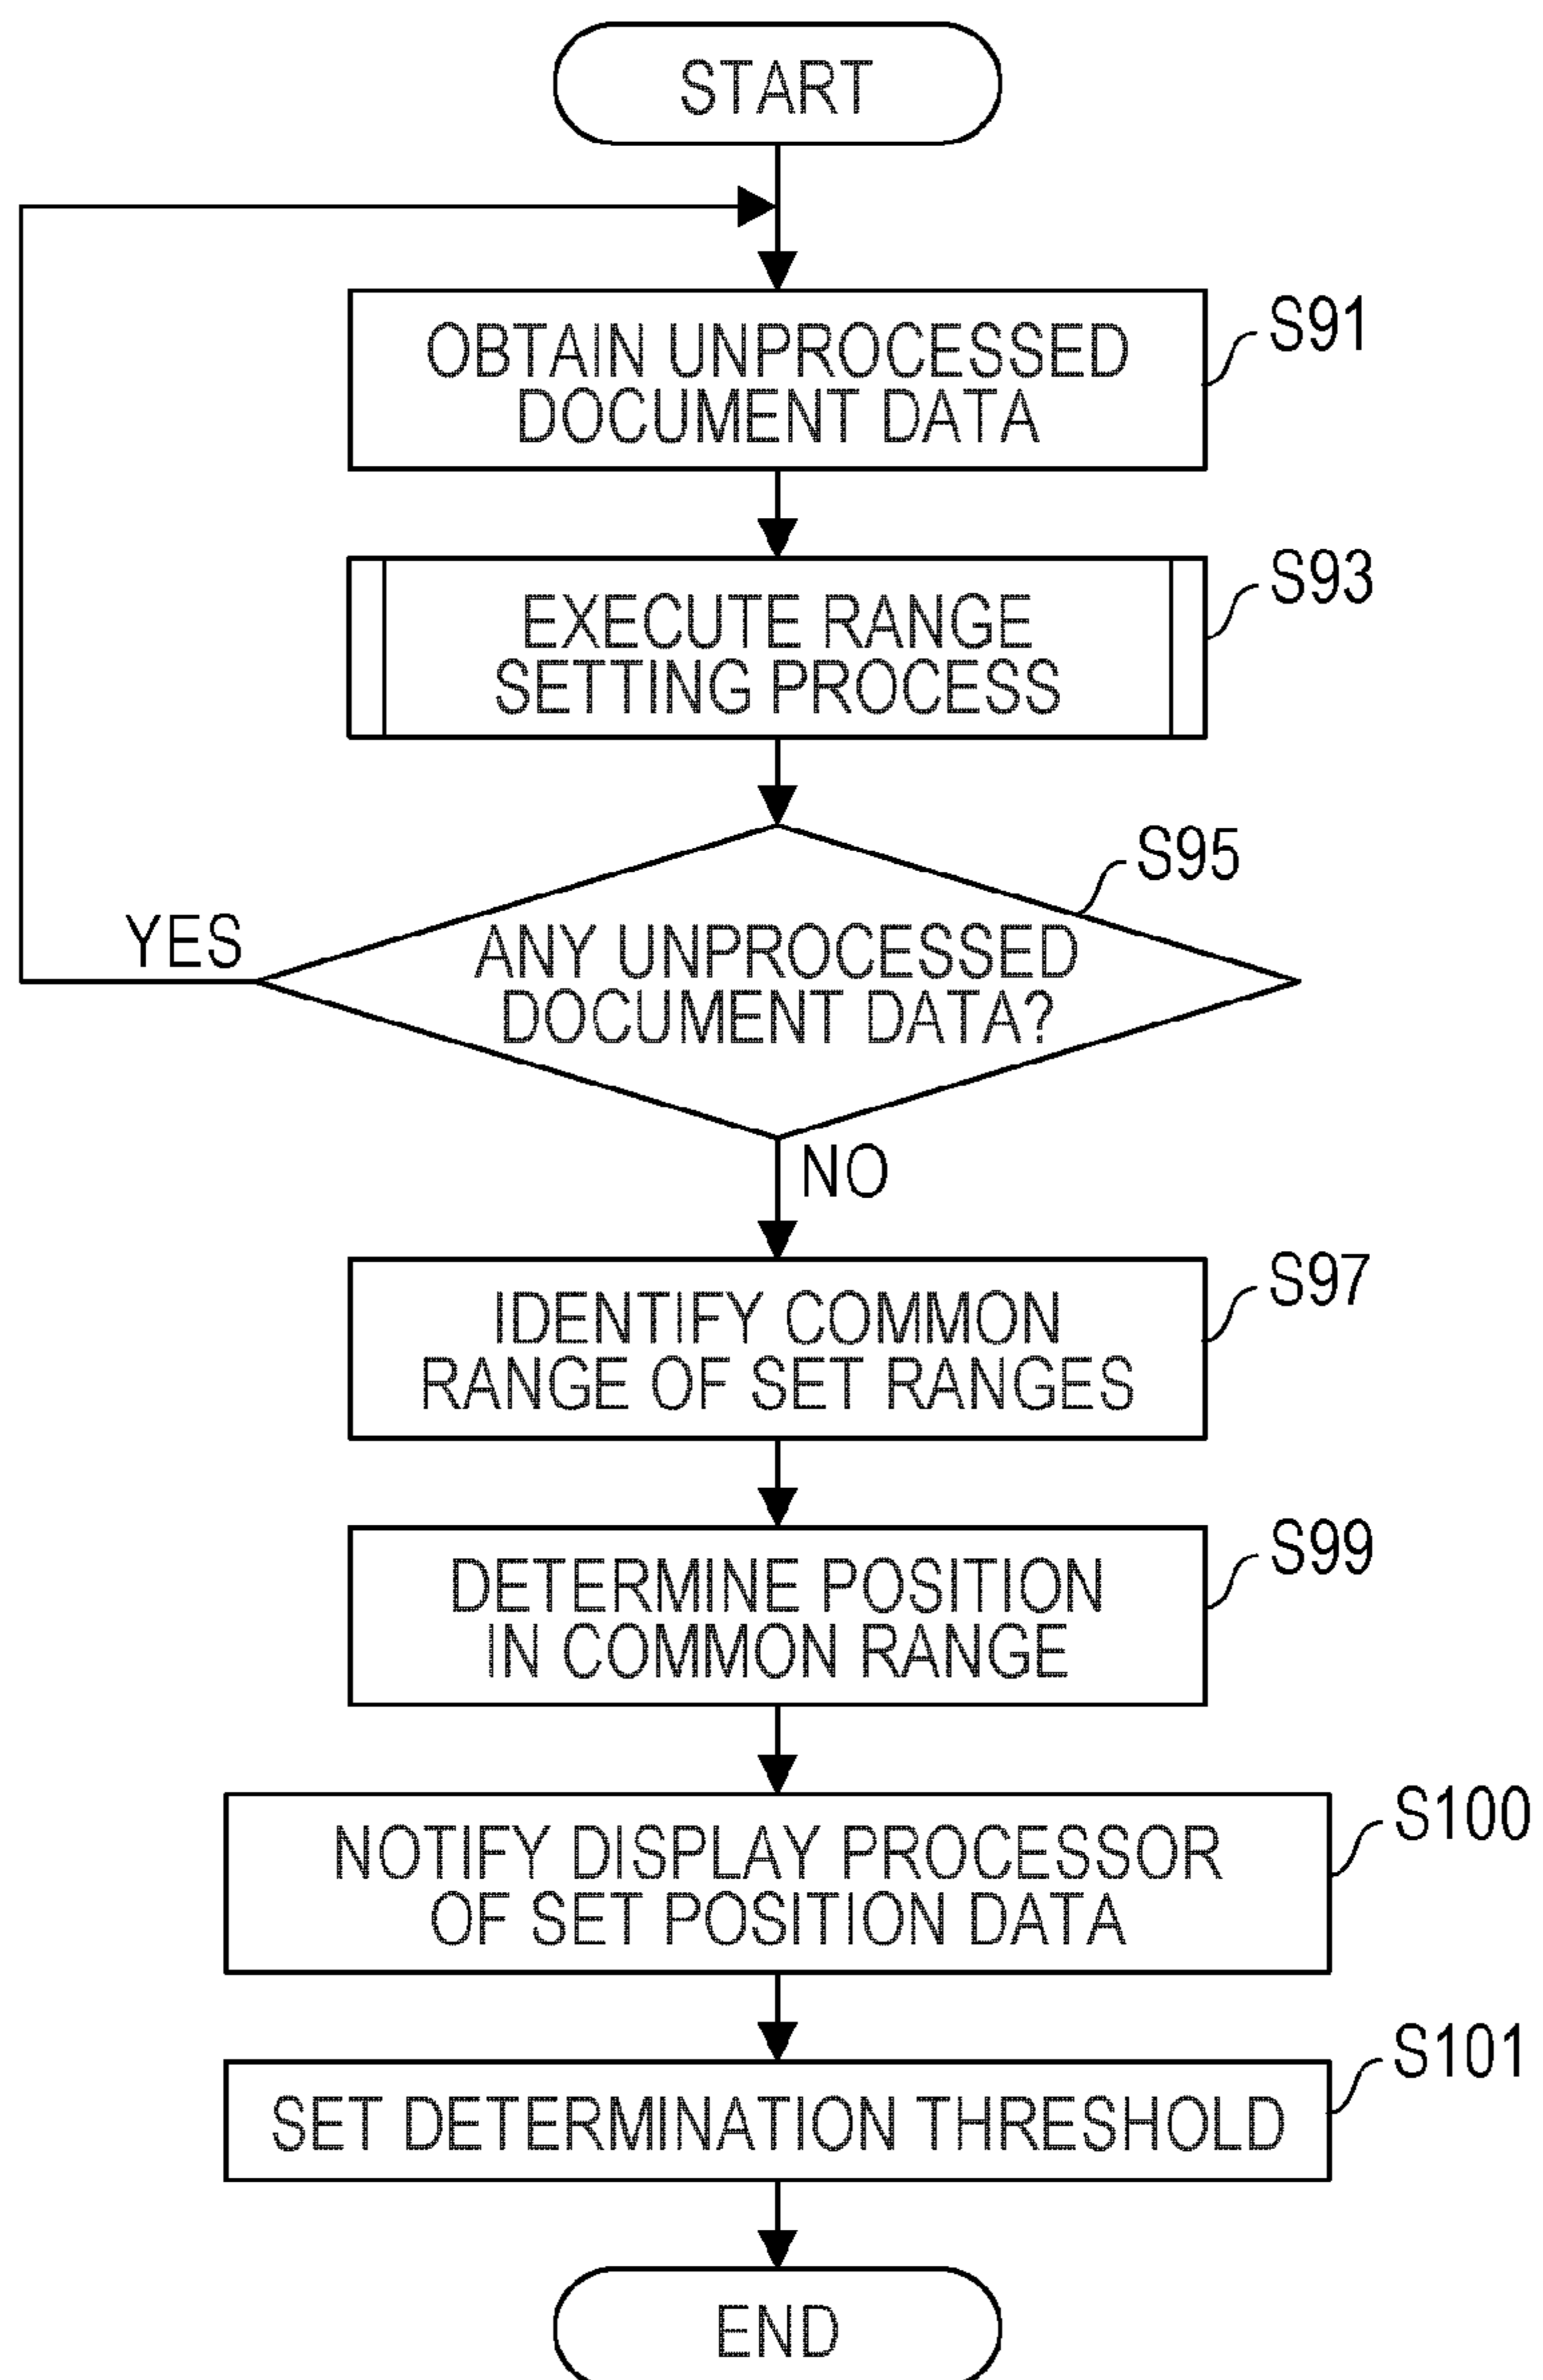 START
OBTAIN UNPROCESSED
DOCUMENT DATA
S91
EXECUTE RANGE
SETTING PROCESS
S93
ANY UNPROCESSED
DOCUMENT DATA?
S95
YES
NO
IDENTIFY COMMON
RANGE OF SET RANGES
S97
DETERMINE POSITION
IN COMMON RANGE
S99
NOTIFY DISPLAY PROCESSOR
OF SET POSITION DATA
S100
SET DETERMINATION THRESHOLD
S101
END